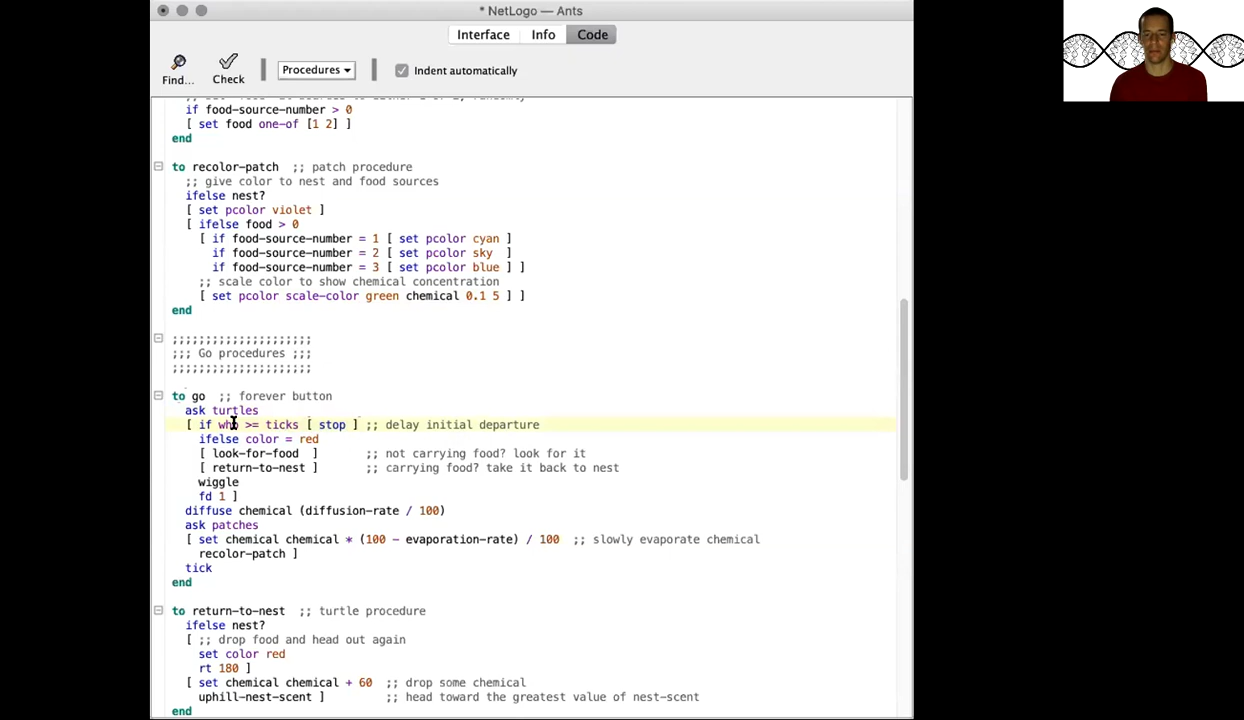 * NetLogo — Ants
Interface Info Code
Find... Check Procedures Indent automatically
if food-source-number > 0
[ set food one-of [1 2] ]
end
to recolor-patch ;; patch procedure
;; give color to nest and food sources
ifelse nest?
[ set pcolor violet ]
[ ifelse food > 0
[ if food-source-number = 1 [ set pcolor cyan ]
if food-source-number = 2 [ set pcolor sky ]
if food-source-number = 3 [ set pcolor blue ] ]
;; scale color to show chemical concentration
[ set pcolor scale-color green chemical 0.1 5 ] ]
end
;;;;;;;;;;;;;;;;;;;;;
;;; Go procedures ;;;
;;;;;;;;;;;;;;;;;;;;;
to go ;; forever button
ask turtles
[ if who >= ticks [ stop ] ;; delay initial departure
ifelse color = red
[ look-for-food ] ;; not carrying food? look for it
[ return-to-nest ] ;; carrying food? take it back to nest
wiggle
fd 1 ]
diffuse chemical (diffusion-rate / 100)
ask patches
[ set chemical chemical * (100 - evaporation-rate) / 100 ;; slowly evaporate chemical
recolor-patch ]
tick
end
to return-to-nest ;; turtle procedure
ifelse nest?
[ ;; drop food and head out again
set color red
rt 180 ]
[ set chemical chemical + 60 ;; drop some chemical
uphill-nest-scent ] ;; head toward the greatest value of nest-scent
end